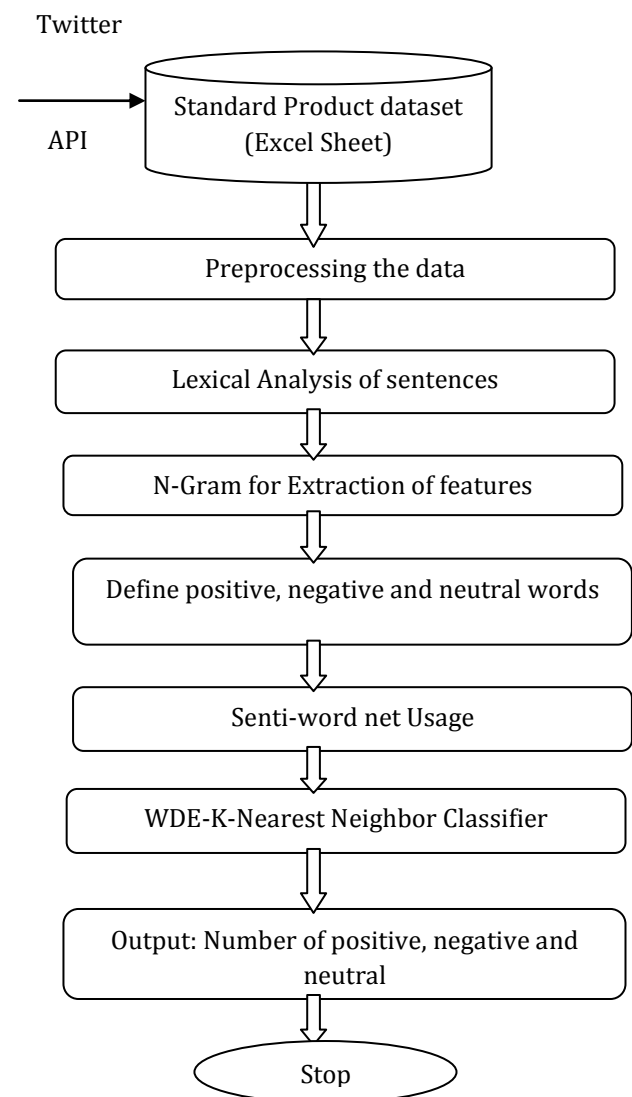 Twitter
API
Standard Product dataset
(Excel Sheet)
Preprocessing the data
Lexical Analysis of sentences
N-Gram for Extraction of features
Define positive, negative and neutral words
Senti-word net Usage
WDE-K-Nearest Neighbor Classifier
Output: Number of positive, negative and
neutral
Stop